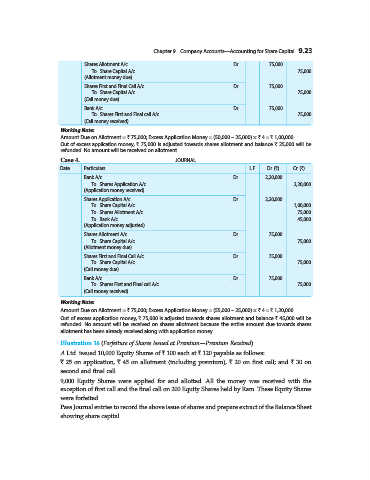 Chapter 9 Company Accounts—Accounting for Share Capital 9.23
Shares Allotment A/c Dr 75,000
To Share Capital A/c 75,000
(Allotment money due)
Shares First and Final Call A/c Dr 75,000
To Share Capital A/c 75,000
(Call money due)
Bank A/c Dr 75,000
To Shares First and Final call A/c 75,000
(Call money received)
Working Note:
Amount Due on Allotment = ₹ 75,000; Excess Application Money = (50,000 – 25,000) × ₹ 4 = ₹ 1,00,000
Out of excess application money, ₹ 75,000 is adjusted towards shares allotment and balance ₹ 25,000 will be
refunded No amount will be received on allotment
Case 4. JOURNAL
Date Particulars L F Dr (₹) Cr (₹)
Bank A/c Dr 2,20,000
To Shares Application A/c 2,20,000
(Application money received)
Shares Application A/c Dr 2,20,000
To Share Capital A/c 1,00,000
To Shares Allotment A/c 75,000
To Bank A/c 45,000
(Application money adjusted)
Shares Allotment A/c Dr 75,000
To Share Capital A/c 75,000
(Allotment money due)
Shares First and Final Call A/c Dr 75,000
To Share Capital A/c 75,000
(Call money due)
Bank A/c Dr 75,000
To Shares First and Final call A/c 75,000
(Call money received)
Working Note:
Amount Due on Allotment = ₹ 75,000; Excess Application Money = (55,000 – 25,000) × ₹ 4 = ₹ 1,20,000
Out of excess application money, ₹ 75,000 is adjusted towards shares allotment and balance ₹ 45,000 will be
refunded No amount will be received on shares allotment because the entire amount due towards shares
allotment has been already received along with application money
Illustration 16 (Forfeiture of Shares Issued at Premium—Premium Received)
A Ltd issued 10,000 Equity Shares of ₹ 100 each at ₹ 120 payable as follows:
₹ 25 on application, ₹ 45 on allotment (including premium), ₹ 20 on first call; and ₹ 30 on
second and final call
9,000 Equity Shares were applied for and allotted All the money was received with the
exception of first call and the final call on 200 Equity Shares held by Ram These Equity Shares
were forfeited
Pass Journal entries to record the above issue of shares and prepare extract of the Balance Sheet
showing share capital